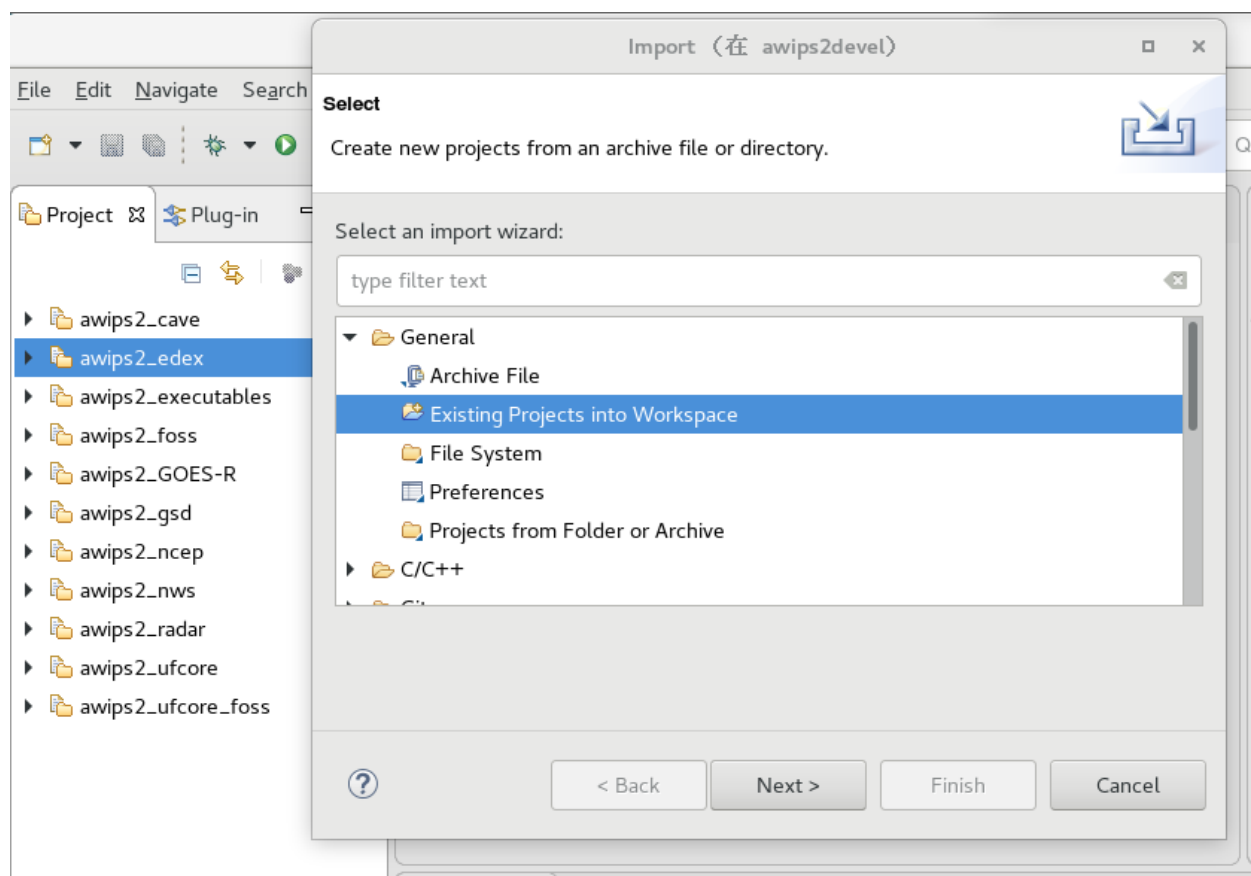 Import (在 awips2devel)
File Edit Navigate Search
Select
Create new projects from an archive file or directory.
Project Plug-in
Select an import wizard:
type filter text
awips2_cave
awips2_edex
awips2_executables
awips2_foss
awips2_GOES-R
awips2_gsd
awips2_ncep
awips2_nws
awips2_radar
awips2_ufcore
awips2_ufcore_foss
General
Archive File
Existing Projects into Workspace
File System
Preferences
Projects from Folder or Archive
C/C++
? < Back Next > Finish Cancel